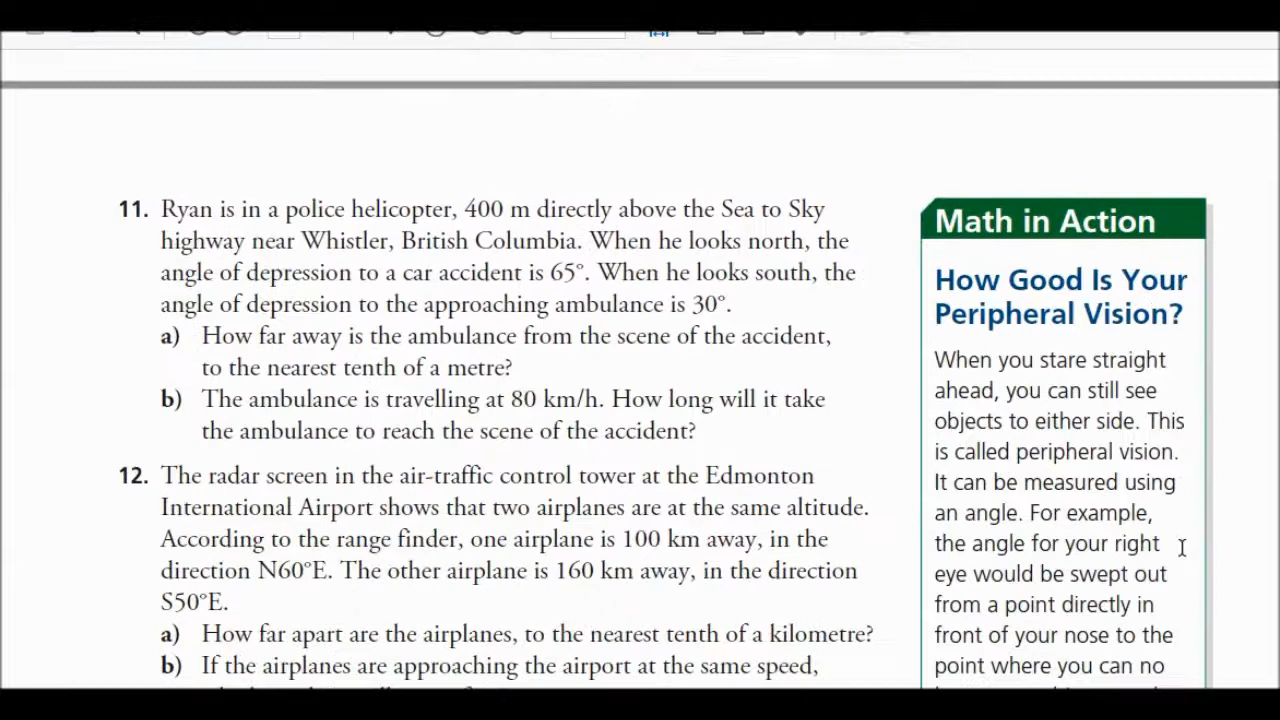 11. Ryan is in a police helicopter, 400 m directly above the Sea to Sky
highway near Whistler, British Columbia. When he looks north, the
angle of depression to a car accident is 65°. When he looks south, the
angle of depression to the approaching ambulance is 30°.
a) How far away is the ambulance from the scene of the accident,
to the nearest tenth of a metre?
b) The ambulance is travelling at 80 km/h. How long will it take
the ambulance to reach the scene of the accident?
12. The radar screen in the air-traffic control tower at the Edmonton
International Airport shows that two airplanes are at the same altitude.
According to the range finder, one airplane is 100 km away, in the
direction N60°E. The other airplane is 160 km away, in the direction
S50°E.
a) How far apart are the airplanes, to the nearest tenth of a kilometre?
b) If the airplanes are approaching the airport at the same speed,
Math in Action
How Good Is Your
Peripheral Vision?
When you stare straight
ahead, you can still see
objects to either side. This
is called peripheral vision.
It can be measured using
an angle. For example,
the angle for your right
eye would be swept out
from a point directly in
front of your nose to the
point where you can no